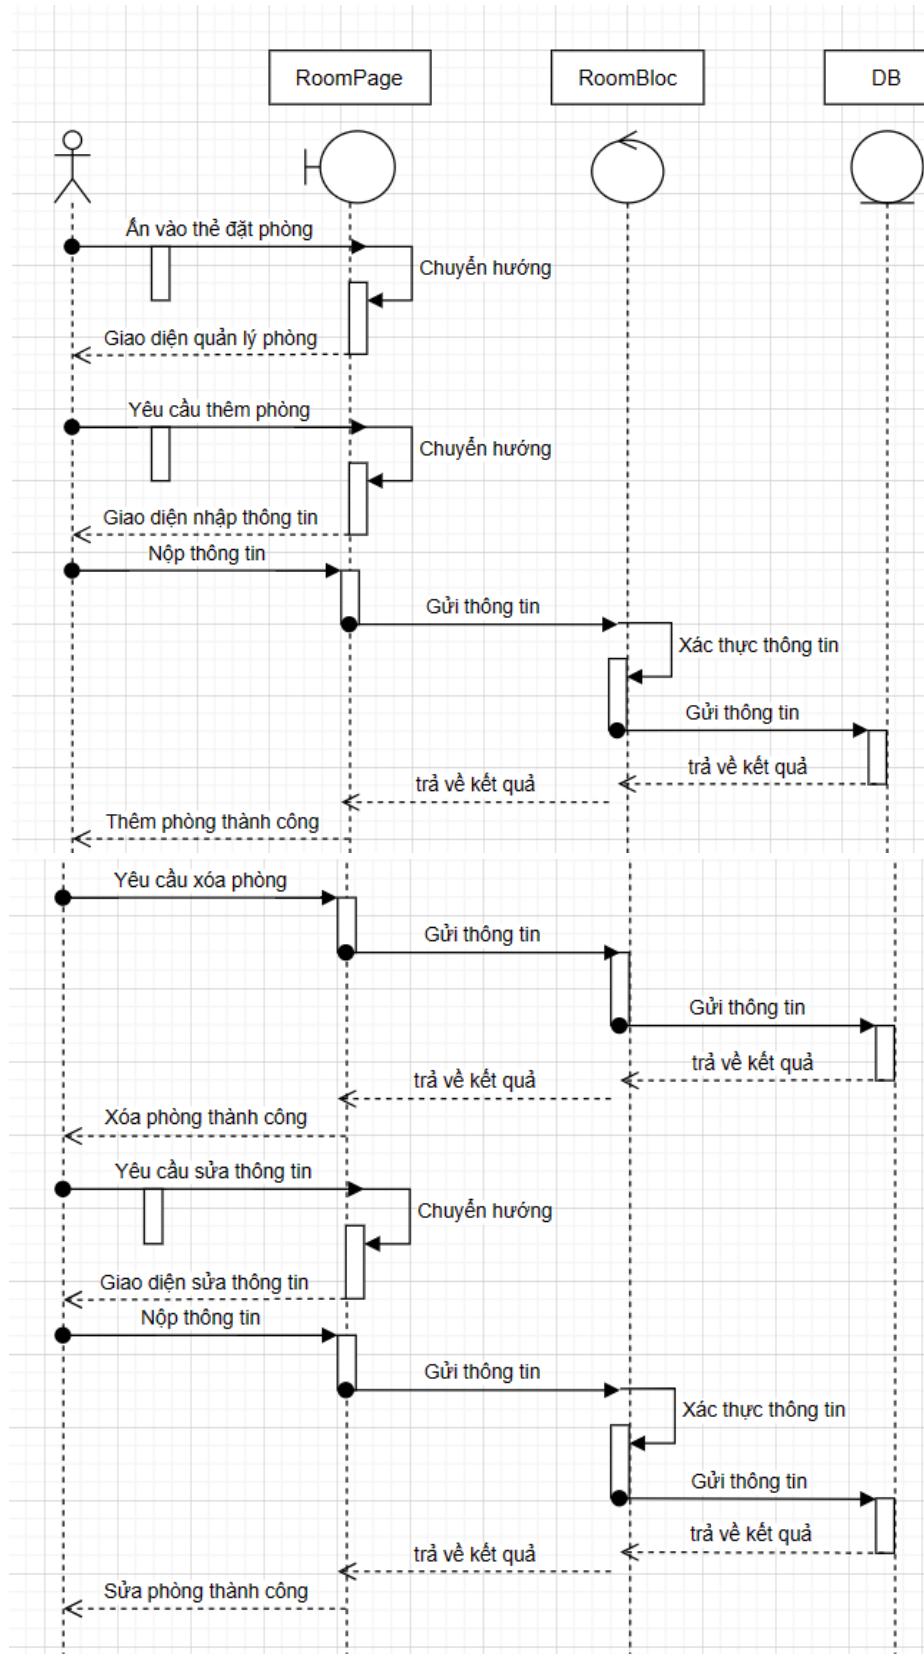 RoomPage
RoomBloc
DB
Ấn vào thẻ đặt phòng
Chuyển hướng
Giao diện quản lý phòng
Yêu cầu thêm phòng
Chuyển hướng
Giao diện nhập thông tin
Nộp thông tin
Gửi thông tin
Xác thực thông tin
Gửi thông tin
trả về kết quả
trả về kết quả
Thêm phòng thành công
Yêu cầu xóa phòng
Gửi thông tin
Gửi thông tin
trả về kết quả
trả về kết quả
Xóa phòng thành công
Yêu cầu sửa thông tin
Chuyển hướng
Giao diện sửa thông tin
Nộp thông tin
Gửi thông tin
Xác thực thông tin
Gửi thông tin
trả về kết quả
trả về kết quả
Sửa phòng thành công